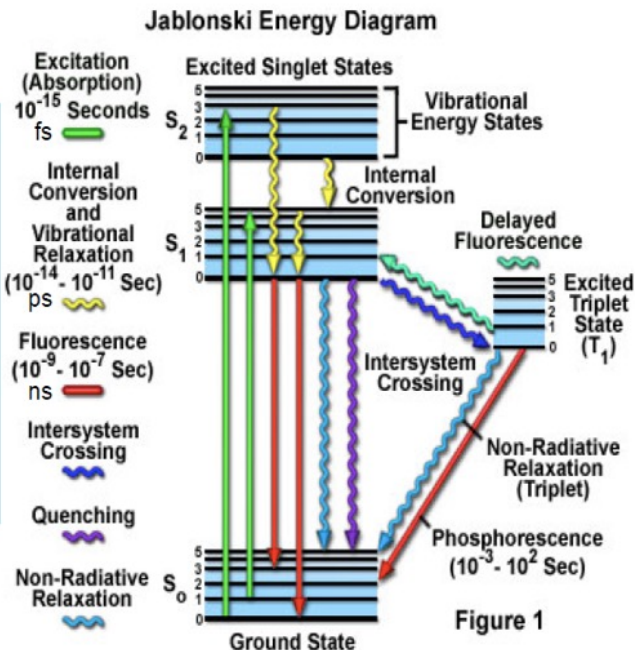 Jablonski Energy Diagram
Excitation
(Absorption)
10⁻¹⁵ Seconds
fs
Internal
Conversion
and
Vibrational
Relaxation
(10⁻¹⁴ - 10⁻¹¹ Sec)
ps
Fluorescence
(10⁻⁹ - 10⁻⁷ Sec)
ns
Intersystem
Crossing
Quenching
Non-Radiative
Relaxation
Excited Singlet States
S₂
5
3
2
1
0
Vibrational
Energy States
Internal
Conversion
S₁
5
3
2
1
0
Delayed
Fluorescence
5
3
2
1
0
Excited
Triplet
State
(T₁)
Intersystem
Crossing
Non-Radiative
Relaxation
(Triplet)
Phosphorescence
(10⁻³ - 10² Sec)
S₀
5
3
2
1
0
Ground State
Figure 1